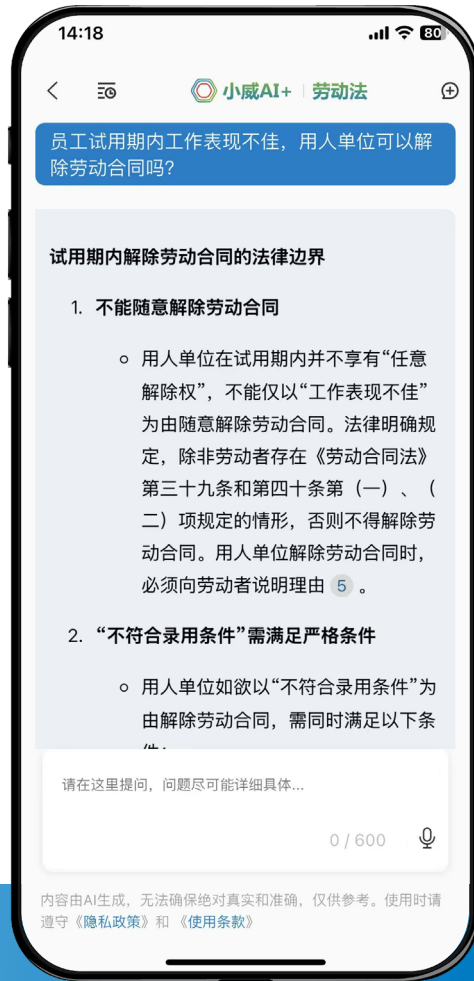 14:18
80
小威AI+ | 劳动法
员工试用期内工作表现不佳，用人单位可以解
除劳动合同吗？
试用期内解除劳动合同的法律边界
1. 不能随意解除劳动合同
用人单位在试用期内并不享有“任意
解除权”，不能仅以“工作表现不佳”
为由随意解除劳动合同。法律明确规
定，除非劳动者存在《劳动合同法》
第三十九条和第四十条第（一）、（
二）项规定的情形，否则不得解除劳
动合同。用人单位解除劳动合同时，
必须向劳动者说明理由 5 。
2. “不符合录用条件”需满足严格条件
用人单位如欲以“不符合录用条件”为
由解除劳动合同，需同时满足以下条
请在这里提问，问题尽可能详细具体...
0 / 600
内容由AI生成，无法确保绝对真实和准确，仅供参考。使用时请
遵守《隐私政策》和 《使用条款》